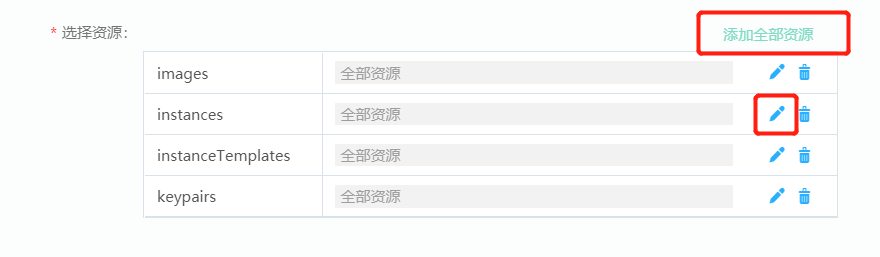 * 选择资源：
添加全部资源
images 全部资源
instances 全部资源
instanceTemplates 全部资源
keypairs 全部资源